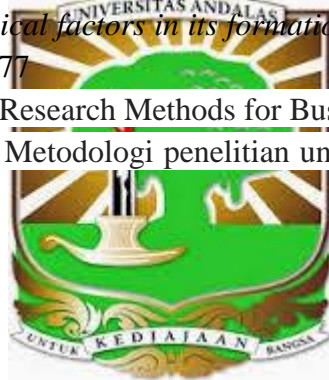 UNIVERSITAS ANDALAS
ical factors in its formatio
77
Research Methods for Bus
Metodologi penelitian un
UNTUK KEDJAJAAN BANGSA